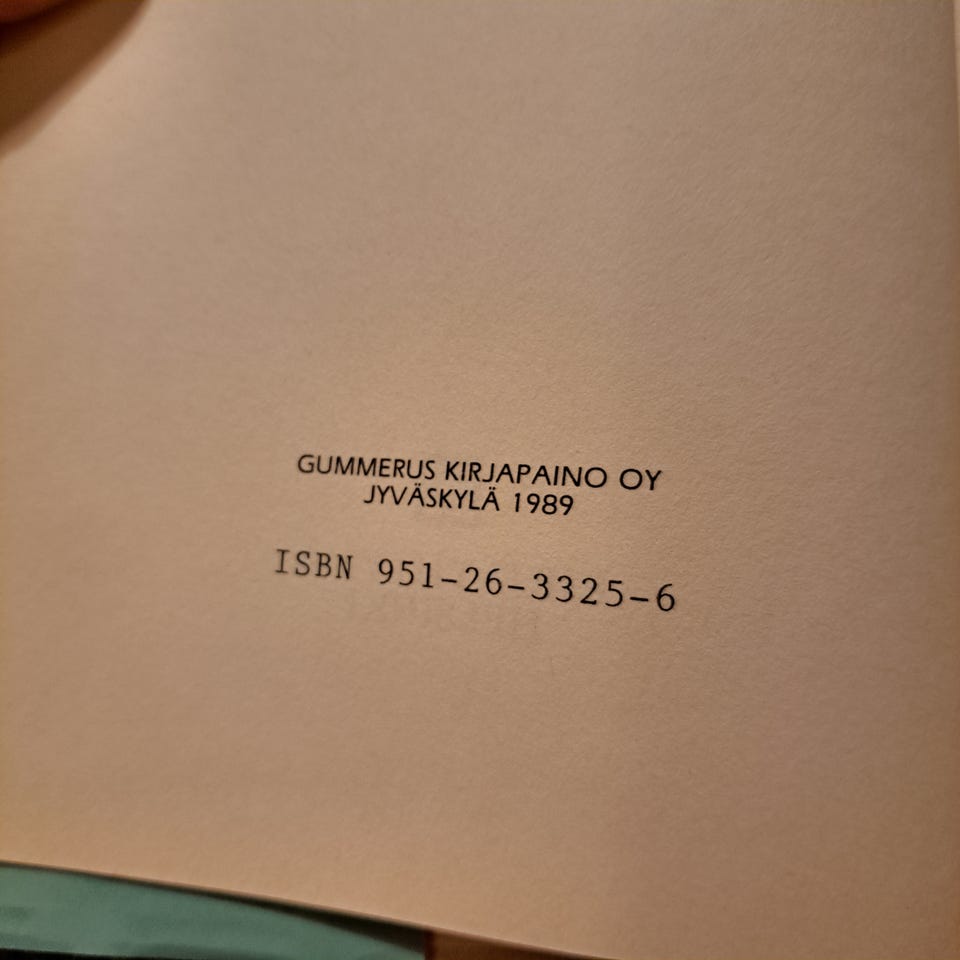 GUMMERUS KIRJAPAINO OY
JYVÄSKYLÄ 1989
ISBN 951-26-3325-6